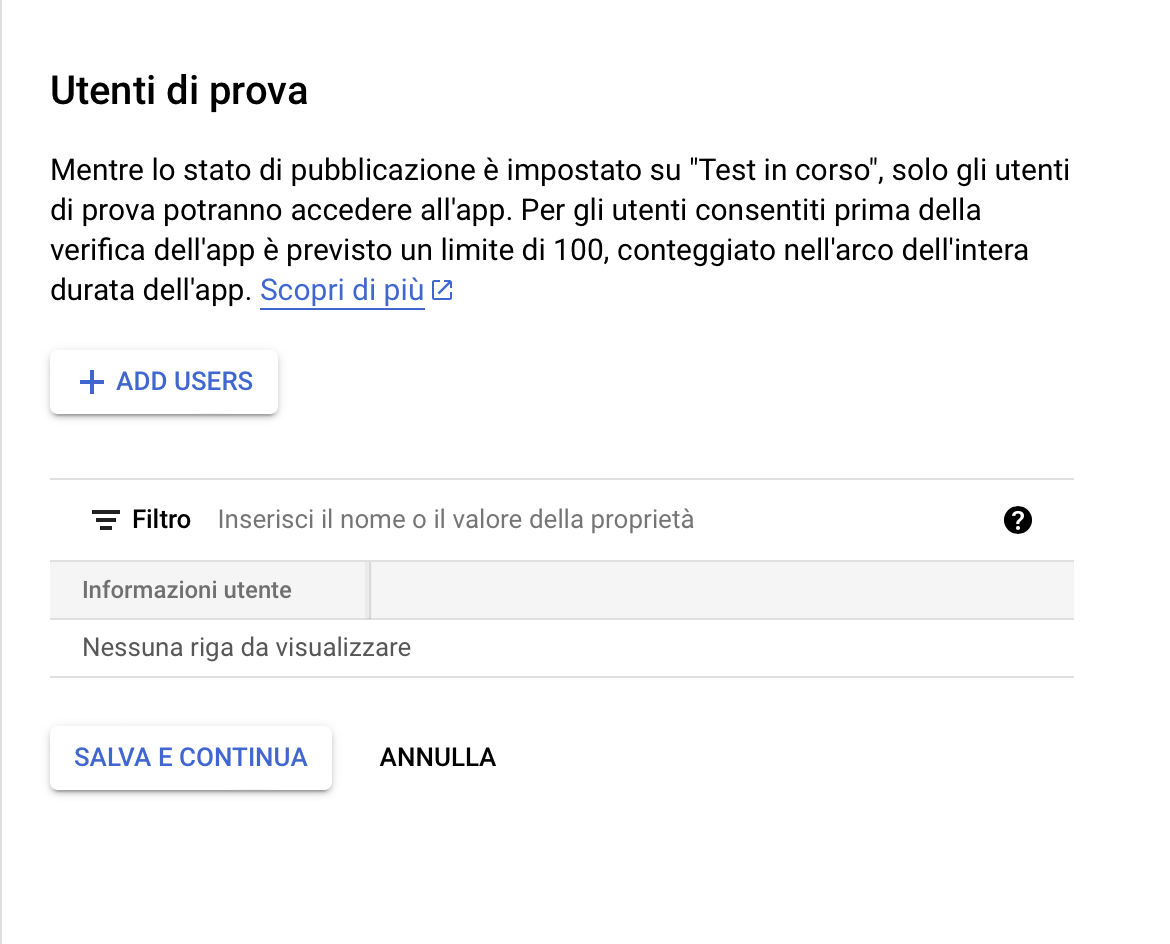 Utenti di prova
Mentre lo stato di pubblicazione è impostato su "Test in corso", solo gli utenti
di prova potranno accedere all'app. Per gli utenti consentiti prima della
verifica dell'app è previsto un limite di 100, conteggiato nell'arco dell'intera
durata dell'app. Scopri di più
ADD USERS
Filtro Inserisci il nome o il valore della proprietà
Informazioni utente
Nessuna riga da visualizzare
SALVA E CONTINUA ANNULLA